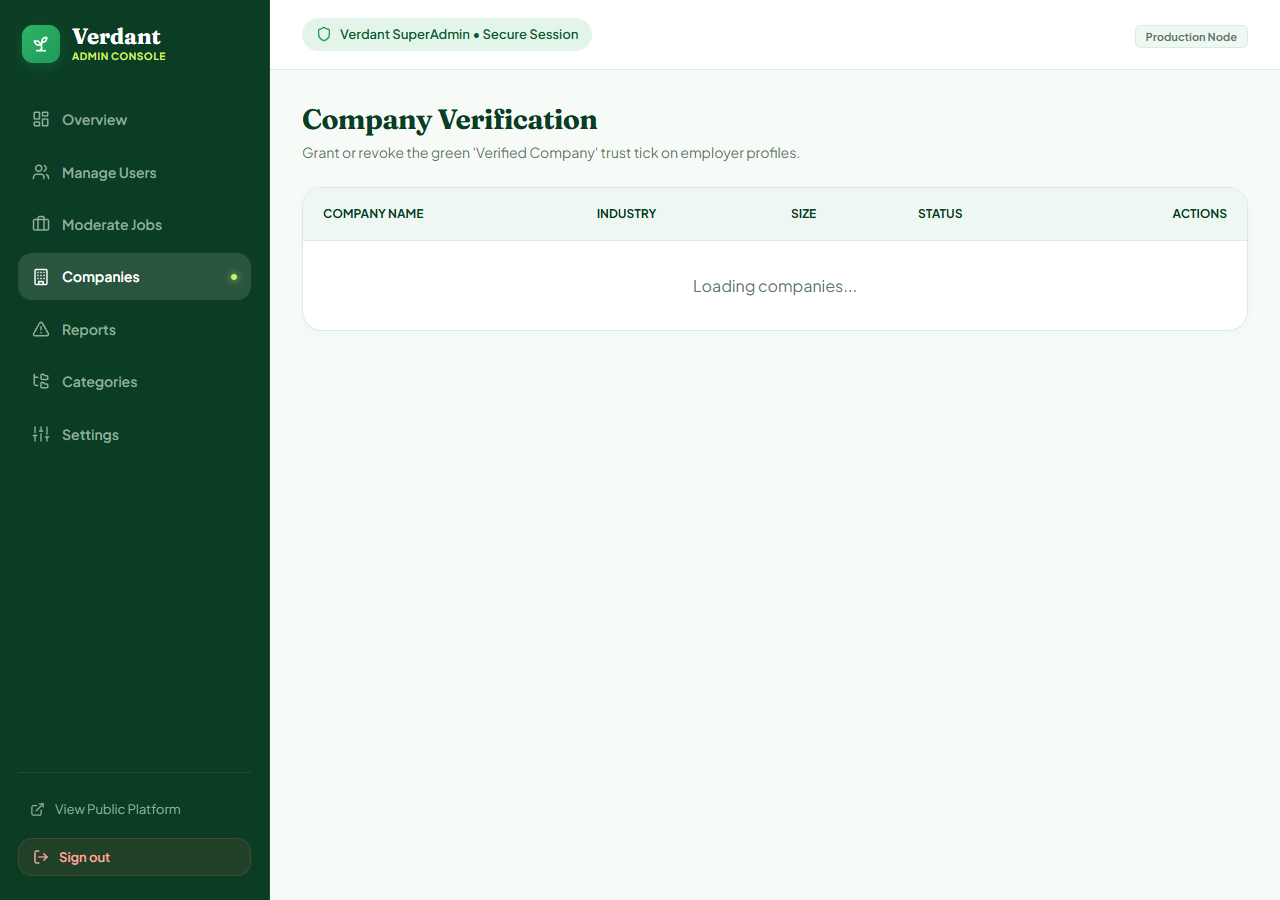 Verdant
ADMIN CONSOLE
Overview
Manage Users
Moderate Jobs
Companies
Reports
Categories
Settings
View Public Platform
Sign out
Verdant SuperAdmin • Secure Session
Production Node
Company Verification
Grant or revoke the green 'Verified Company' trust tick on employer profiles.
COMPANY NAME INDUSTRY SIZE STATUS ACTIONS
Loading companies...